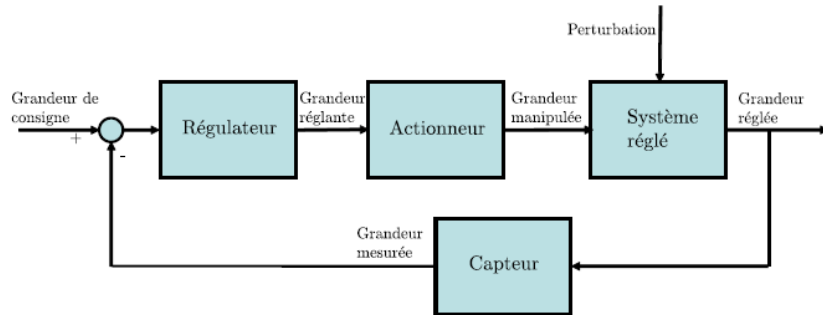 Perturbation
Grandeur de
consigne
+
-
Régulateur
Grandeur
réglante
Actionneur
Grandeur
manipulée
Système
réglé
Grandeur
réglée
Grandeur
mesurée
Capteur